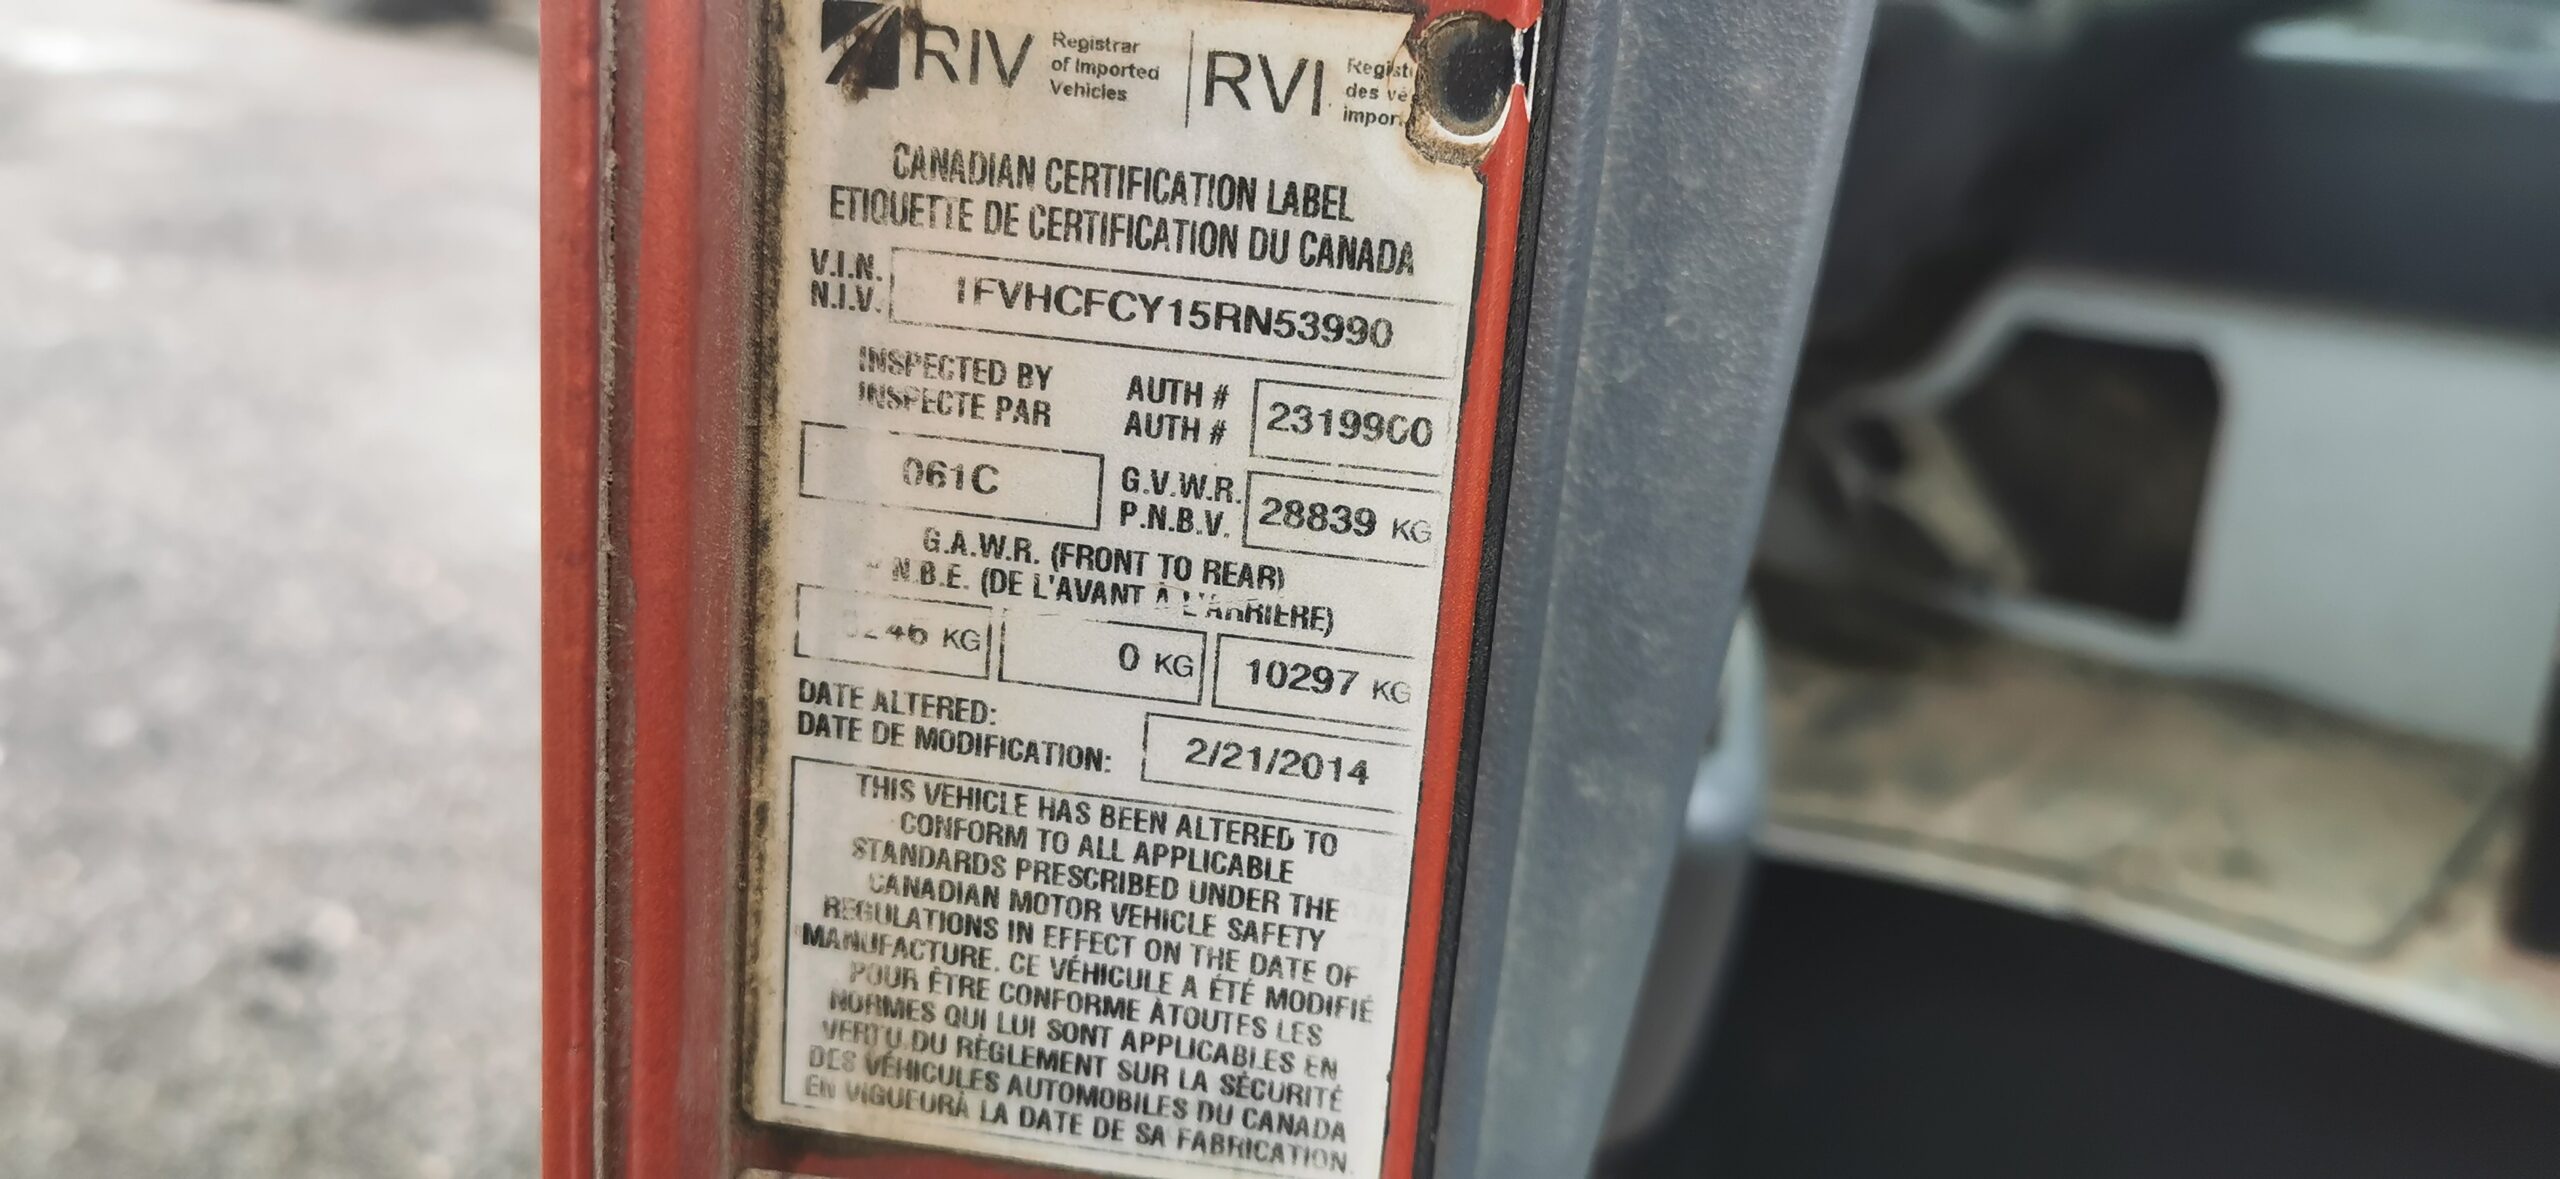 RIV Registrar of Imported Vehicles | RVI
des
CANADIAN CERTIFICATION LABEL
ETIQUETTE DE CERTIFICATION DU CANADA
V.I.N.
N.I.V.
1FVHCFCY15RN53990
INSPECTED BY
INSPECTE PAR
061C
AUTH #
AUTH #
2319900
G.V.W.R.
P.N.B.V.
28839 KG
G.A.W.R. (FRONT TO REAR)
N.B.E. (DE L'AVANT À L'ARRIERE)
KG
0 KG
10297 KG
DATE ALTERED:
DATE DE MODIFICATION:
2/21/2014
THIS VEHICLE HAS BEEN ALTERED TO
CONFORM TO ALL APPLICABLE
STANDARDS PRESCRIBED UNDER THE
CANADIAN MOTOR VEHICLE SAFETY
REGULATIONS IN EFFECT ON THE DATE OF
MANUFACTURE. CE VÉHICULE A ÉTÉ MODIFIÉ
POUR ÊTRE CONFORME ÀTOUTES LES
NORMES QUI LUI SONT APPLICABLES EN
VERTU DU RÈGLEMENT SUR LA SÉCURITÉ
DES VÉHICULES AUTOMOBILES DU CANADA
EN VIGUEURÀ LA DATE DE SA FABRICATION.